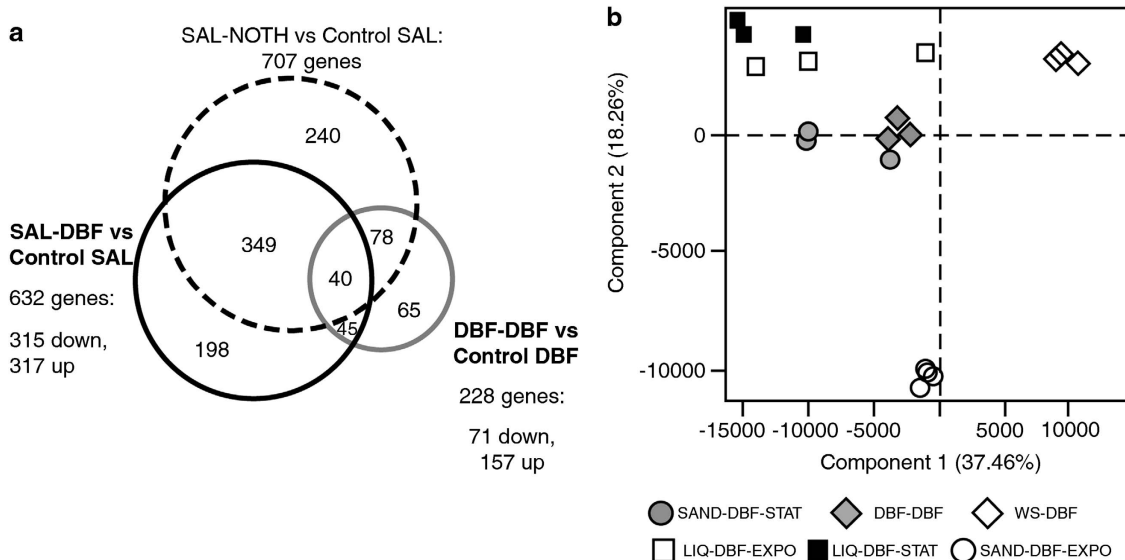 a
SAL-NOTH vs Control SAL:
707 genes
240
SAL-DBF vs
Control SAL
632 genes:
315 down,
317 up
349
78
40
65
45
198
DBF-DBF vs
Control DBF
228 genes:
71 down,
157 up
b
Component 2 (18.26%)
0
-5000
-10000
-15000 -10000 -5000 5000 10000
Component 1 (37.46%)
SAND-DBF-STAT DBF-DBF WS-DBF
LIQ-DBF-EXPO LIQ-DBF-STAT SAND-DBF-EXPO